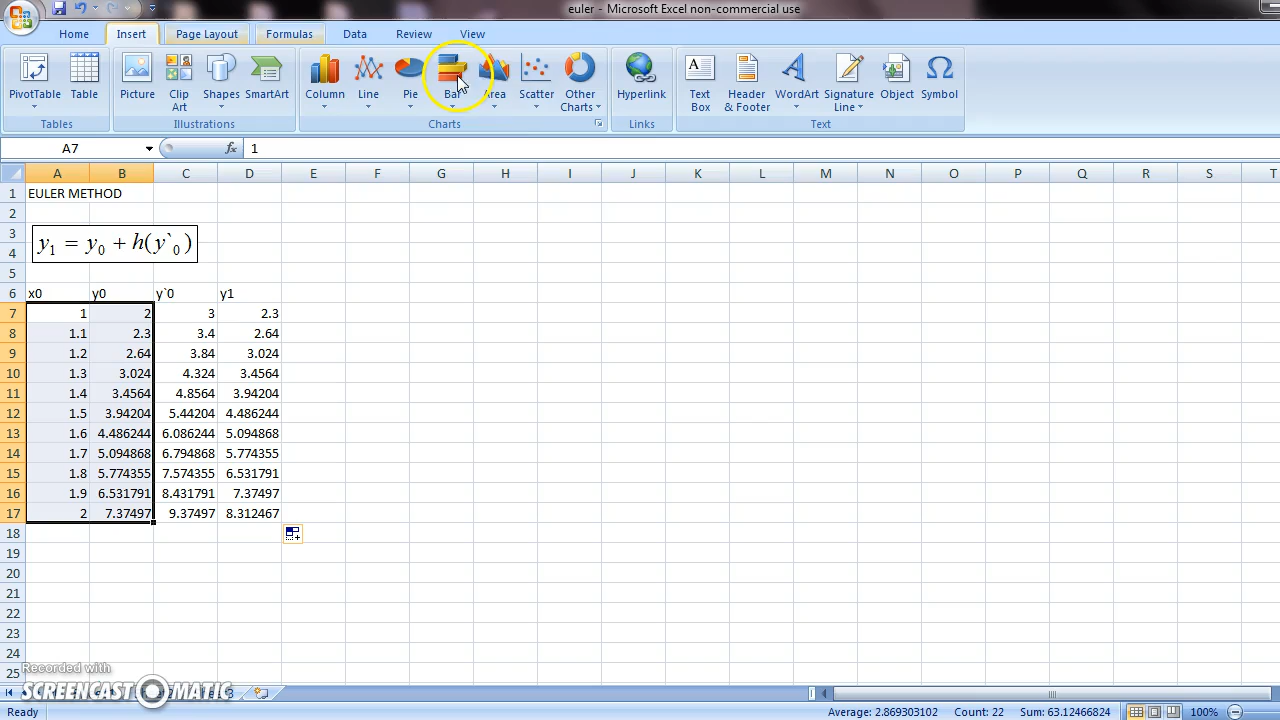 euler - Microsoft Excel non-commercial use
Home Insert Page Layout Formulas Data Review View
PivotTable Table Picture Clip Art Shapes SmartArt Column Line Pie Bar Area Scatter Other Charts Hyperlink Text Box Header & Footer WordArt Signature Line Object Symbol
Tables Illustrations Charts Links Text
A7 fx 1
A B C D E F G H I J K L M N O P Q R S T
1 EULER METHOD
2
3
4
y1 = y0 + h(y`0)
5
6 x0 y0 y`0 y1
7 1 2 3 2.3
8 1.1 2.3 3.4 2.64
9 1.2 2.64 3.84 3.024
10 1.3 3.024 4.324 3.4564
11 1.4 3.4564 4.8564 3.94204
12 1.5 3.94204 5.44204 4.486244
13 1.6 4.486244 6.086244 5.094868
14 1.7 5.094868 6.794868 5.774355
15 1.8 5.774355 7.574355 6.531791
16 1.9 6.531791 8.431791 7.37497
17 2 7.37497 9.37497 8.312467
18
19
20
21
22
23
24
25
Recorded with
SCREENCAST-O-MATIC
Ready Average: 2.869303102 Count: 22 Sum: 63.12466824 100%